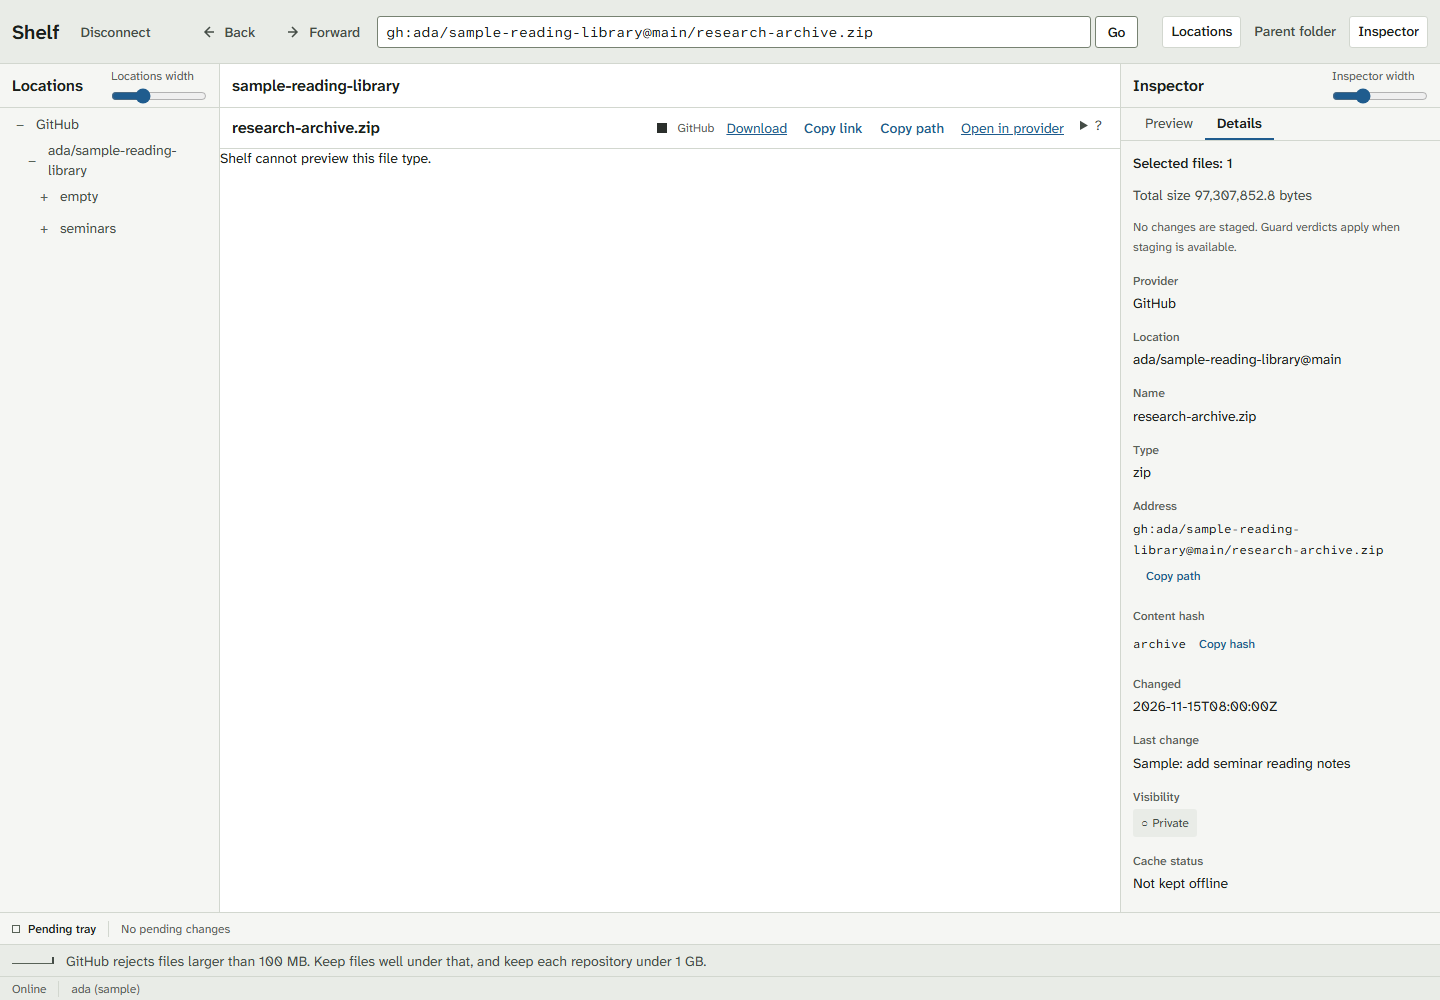 Shelf
Disconnect
Back
Forward
gh:ada/sample-reading-library@main/research-archive.zip
Go
Locations
Parent folder
Inspector
Locations
Locations width
sample-reading-library
Inspector
Inspector width
− GitHub
− ada/sample-reading-
library
+ empty
+ seminars
research-archive.zip
GitHub
Download
Copy link
Copy path
Open in provider
?
Shelf cannot preview this file type.
Preview
Details
Selected files: 1
Total size 97,307,852.8 bytes
No changes are staged. Guard verdicts apply when
staging is available.
Provider
GitHub
Location
ada/sample-reading-library@main
Name
research-archive.zip
Type
zip
Address
gh:ada/sample-reading-
library@main/research-archive.zip
Copy path
Content hash
archive
Copy hash
Changed
2026-11-15T08:00:00Z
Last change
Sample: add seminar reading notes
Visibility
Private
Cache status
Not kept offline
Pending tray
No pending changes
GitHub rejects files larger than 100 MB. Keep files well under that, and keep each repository under 1 GB.
Online
ada (sample)